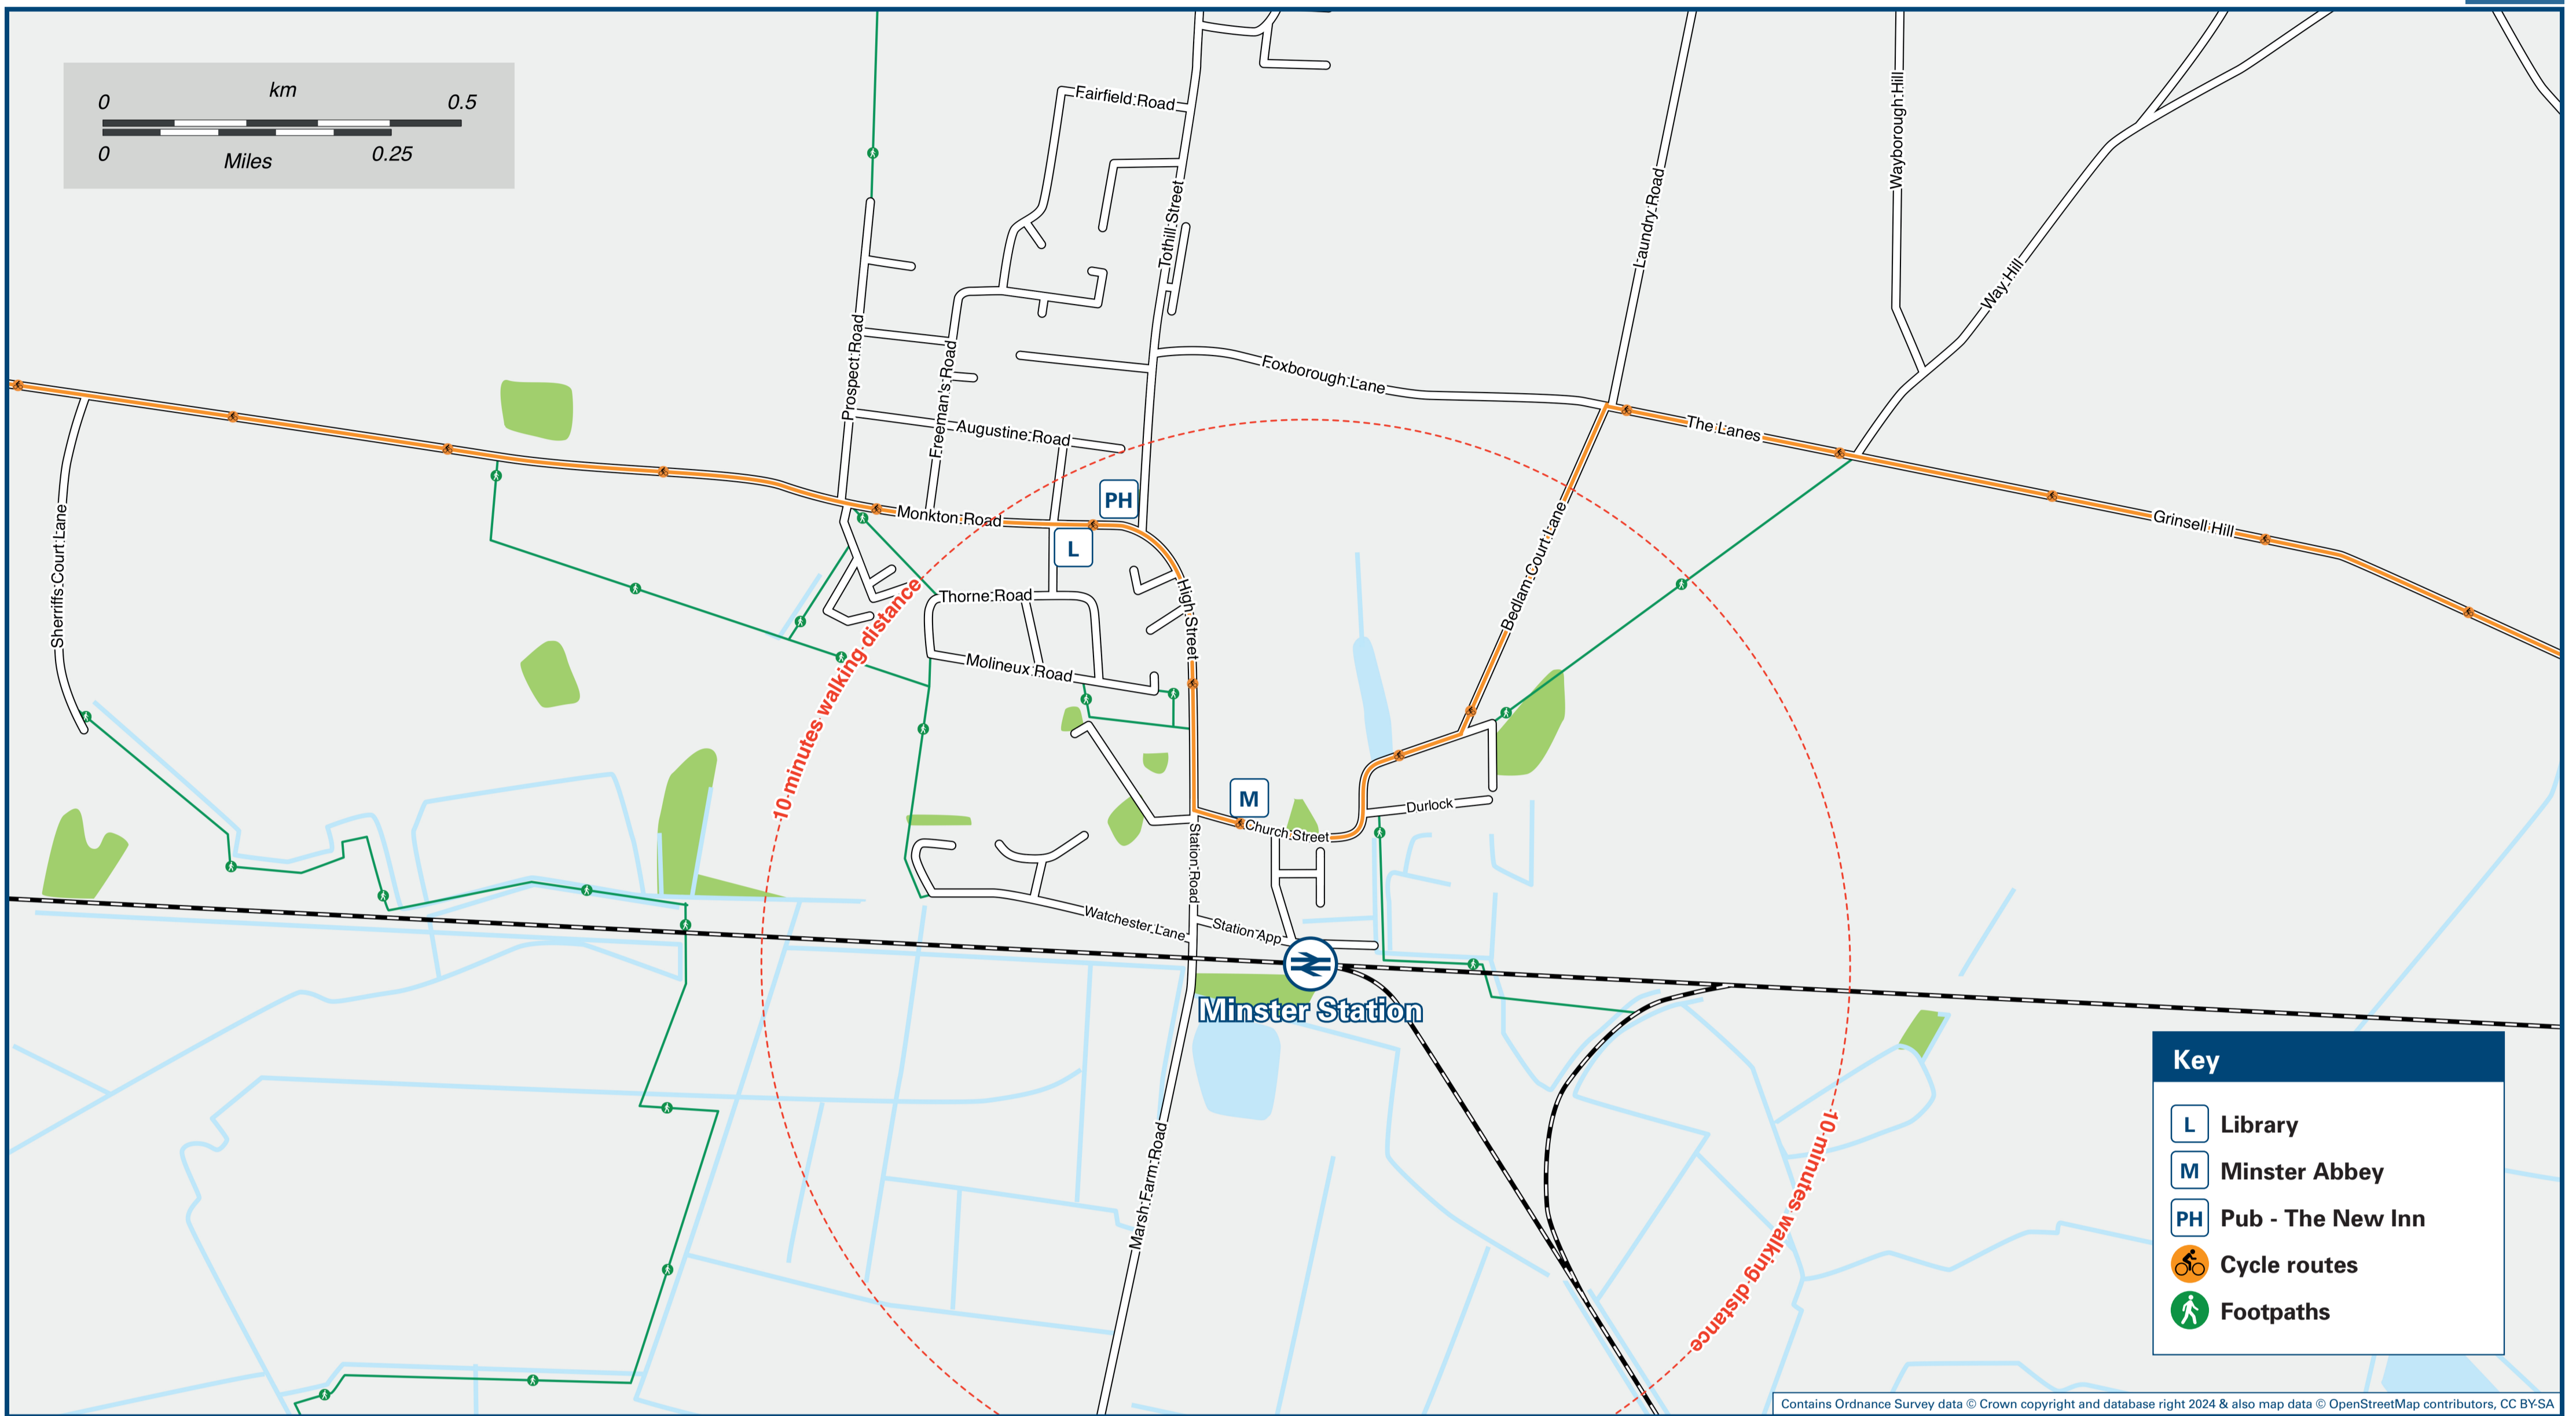 km
0 0.5
0 0.25
Miles
Fairfield Road
Tothill Street
Laundry Road
Wayborough Hill
Way Hill
Prospect Road
Freeman's Road
Foxborough Lane
Augustine Road
The Lanes
Grinsell Hill
PH
Monkton Road
L
Sherriffs Court Lane
Bedlam Court Lane
Thorne Road
High Street
Molineux Road
10 minutes walking distance
M
Church Street
Durlock
Station Road
Watchester Lane
Station App
Minster Station
Marsh Farm Road
10 minutes walking distance
Key
L Library
M Minster Abbey
PH Pub - The New Inn
Cycle routes
Footpaths
Contains Ordnance Survey data © Crown copyright and database right 2024 & also map data © OpenStreetMap contributors, CC BY-SA